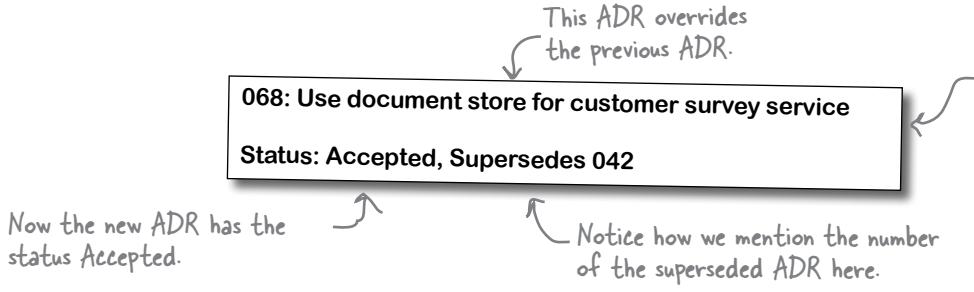 This ADR overrides
the previous ADR.
068: Use document store for customer survey service
Status: Accepted, Supersedes 042
Now the new ADR has the
status Accepted.
Notice how we mention the number
of the superseded ADR here.